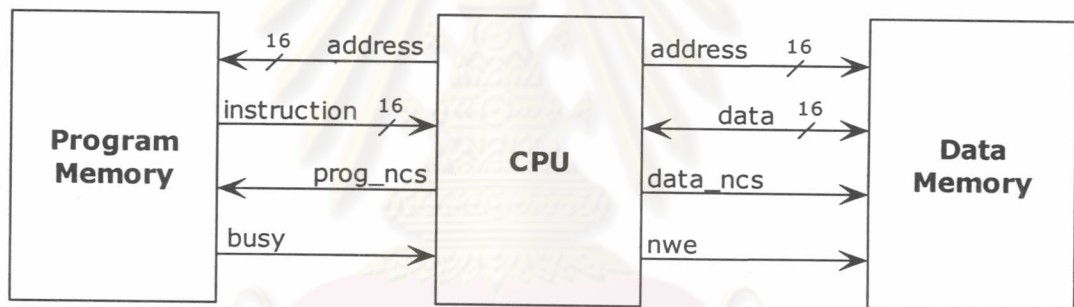 Program
Memory
16 address
instruction 16
prog_ncs
busy
CPU
address 16
data 16
data_ncs
nwe
Data
Memory